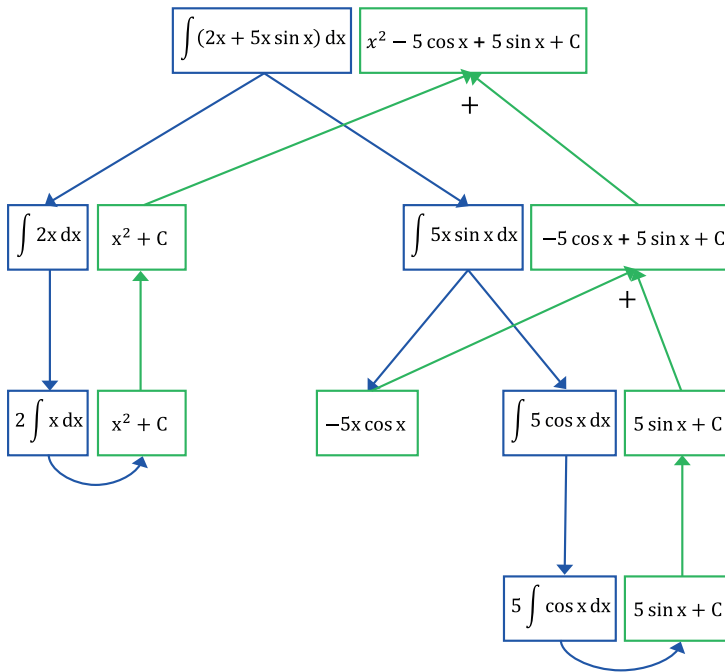 ∫(2x + 5x sin x) dx
x² − 5 cos x + 5 sin x + C
+
∫ 2x dx
x² + C
∫ 5x sin x dx
−5 cos x + 5 sin x + C
+
2 ∫ x dx
x² + C
−5x cos x
∫ 5 cos x dx
5 sin x + C
5 ∫ cos x dx
5 sin x + C